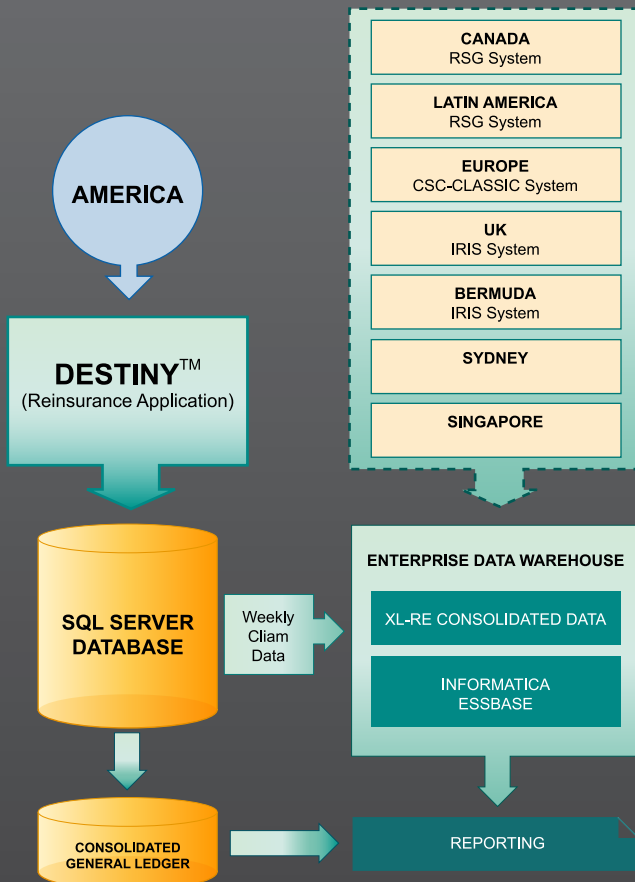 AMERICA
DESTINY™
(Reinsurance Application)
SQL SERVER
DATABASE
Weekly
Cliam
Data
CONSOLIDATED
GENERAL LEDGER
CANADA
RSG System
LATIN AMERICA
RSG System
EUROPE
CSC-CLASSIC System
UK
IRIS System
BERMUDA
IRIS System
SYDNEY
SINGAPORE
ENTERPRISE DATA WAREHOUSE
XL-RE CONSOLIDATED DATA
INFORMATICA
ESSBASE
REPORTING